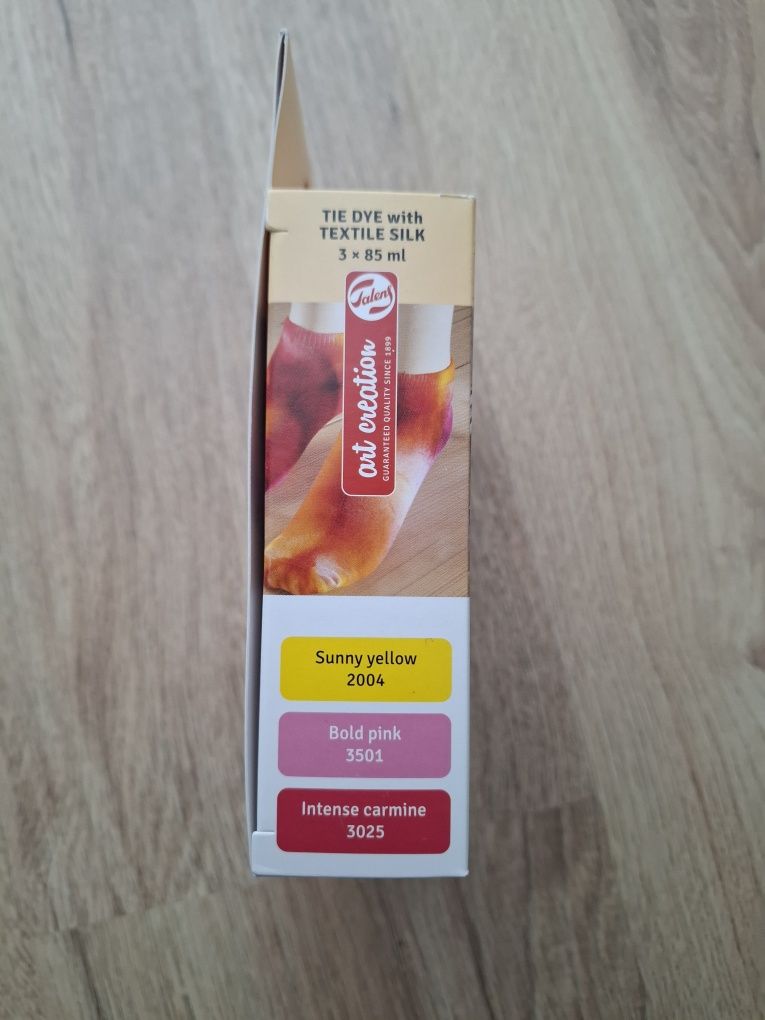 TIE DYE with
TEXTILE SILK
3 × 85 ml
Talens
art creation
GUARANTEED QUALITY SINCE 1899
Sunny yellow
2004
Bold pink
3501
Intense carmine
3025